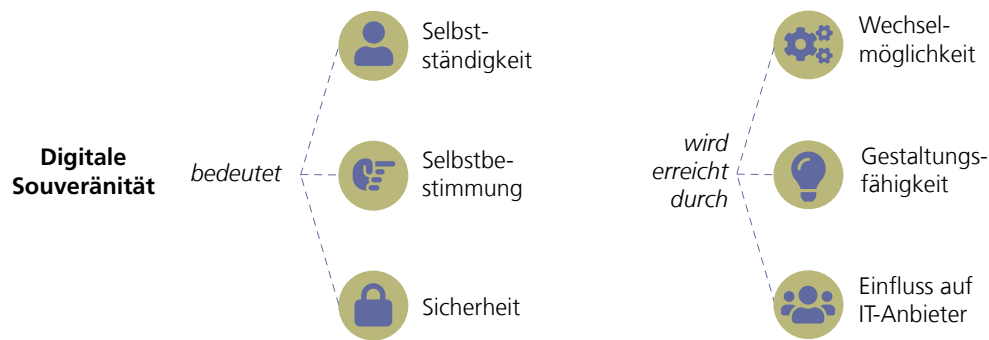 Digitale
Souveränität
bedeutet
Selbst-
ständigkeit
Selbstbe-
stimmung
Sicherheit
wird
erreicht
durch
Wechsel-
möglichkeit
Gestaltungs-
fähigkeit
Einfluss auf
IT-Anbieter